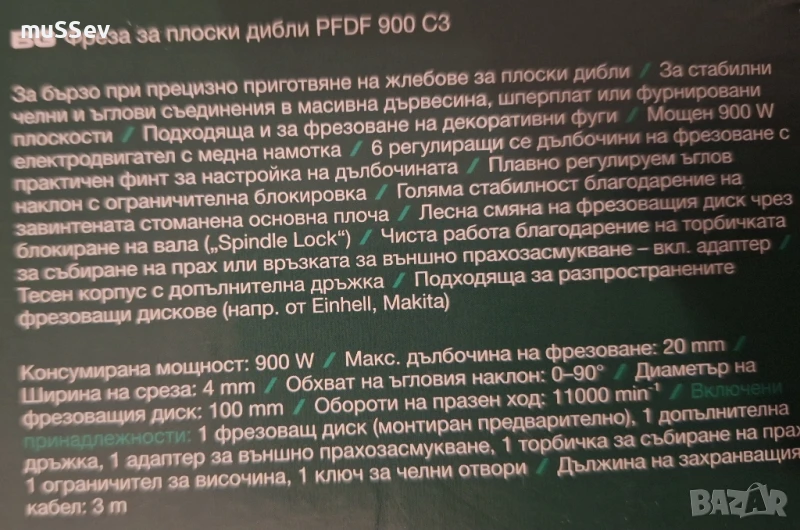 muSSev
BG Фреза за плоски дибли PFDF 900 C3
За бързо при прецизно приготвяне на жлебове за плоски дибли / За стабилни
челни и ъглови съединения в масивна дървесина, шперплат или фурнировани
плоскости / Подходяща и за фрезоване на декоративни фуги / Мощен 900 W
електродвигател с медна намотка / 6 регулиращи се дълбочини на фрезоване с
практичен финт за настройка на дълбочината / Плавно регулируем ъглов
наклон с ограничителна блокировка / Голяма стабилност благодарение на
завинтената стоманена основна плоча / Лесна смяна на фрезоващия диск чрез
блокиране на вала („Spindle Lock“) / Чиста работа благодарение на торбичката
за събиране на прах или връзката за външно прахозасмукване – вкл. адаптер /
Тесен корпус с допълнителна дръжка / Подходяща за разпространените
фрезоващи дискове (напр. от Einhell, Makita)
Консумирана мощност: 900 W / Макс. дълбочина на фрезоване: 20 mm /
Ширина на среза: 4 mm / Обхват на ъгловия наклон: 0–90° / Диаметър на
фрезоващия диск: 100 mm / Обороти на празен ход: 11000 min⁻¹ / Включени
принадлежности: 1 фрезоващ диск (монтиран предварително), 1 допълнителна
дръжка, 1 адаптер за външно прахозасмукване, 1 торбичка за събиране на прах
1 ограничител за височина, 1 ключ за челни отвори / Дължина на захранващия
кабел: 3 m
BAZAR